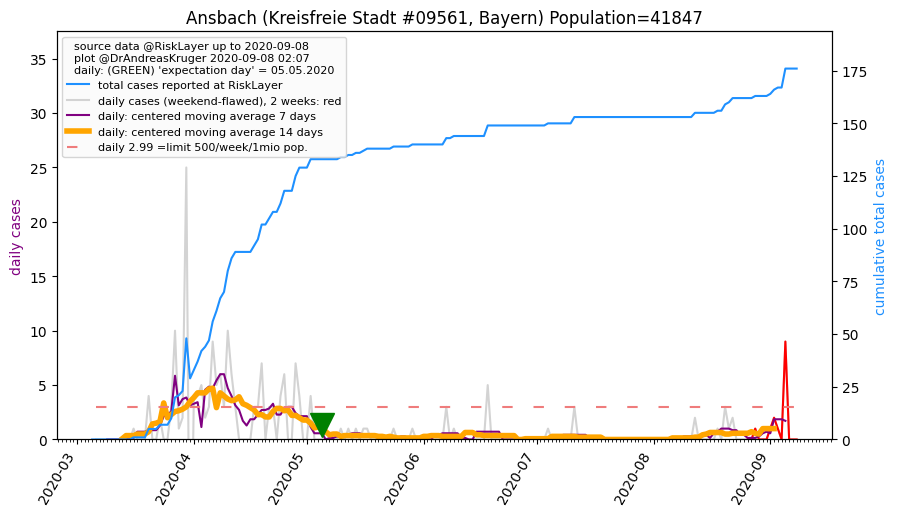 Ansbach (Kreisfreie Stadt #09561, Bayern) Population=41847
source data @RiskLayer up to 2020-09-08
plot @DrAndreasKruger 2020-09-08 02:07
daily: (GREEN) 'expectation day' = 05.05.2020
total cases reported at RiskLayer
daily cases (weekend-flawed), 2 weeks: red
daily: centered moving average 7 days
daily: centered moving average 14 days
daily 2.99 =limit 500/week/1mio pop.
daily cases
35
30
25
20
15
10
5
0
cumulative total cases
175
150
125
100
75
50
25
0
2020-03
2020-04
2020-05
2020-06
2020-07
2020-08
2020-09